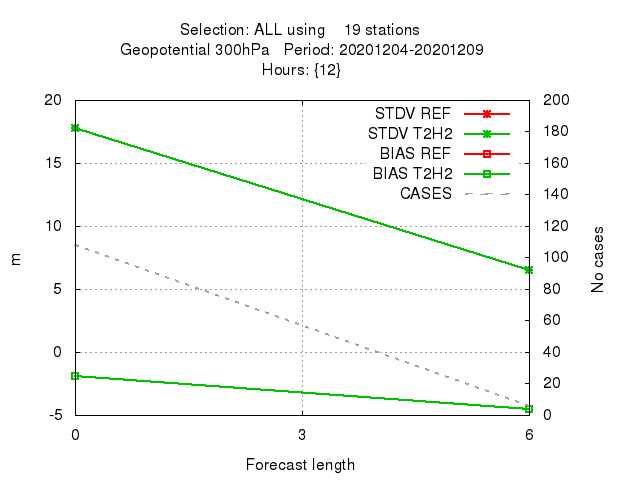 Selection: ALL using    19 stations
Geopotential 300hPa   Period: 20201204-20201209
Hours: {12}
20
15
10
5
0
-5
m
STDV REF
STDV T2H2
BIAS REF
BIAS T2H2
CASES
200
180
160
140
120
100
80
60
40
20
0
No cases
0 3 6
Forecast length